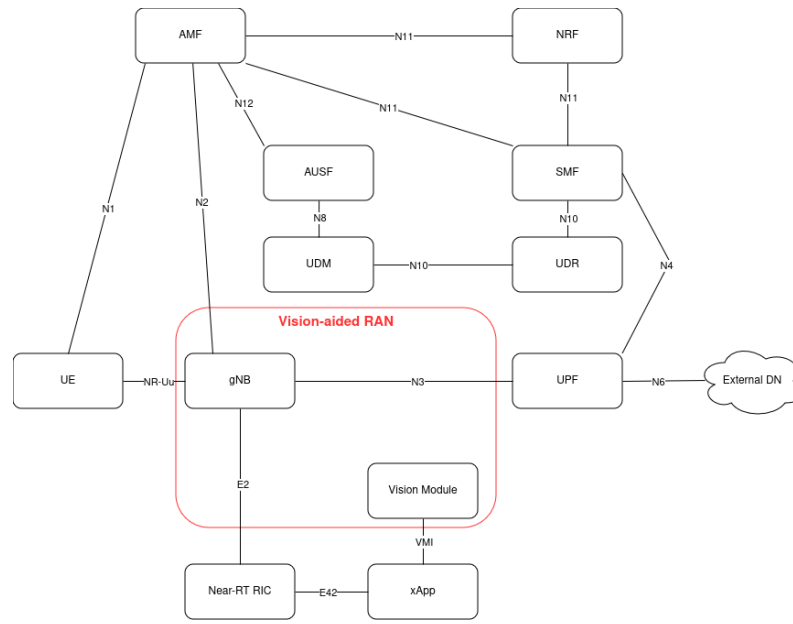 AMF
N11
NRF
N12
N11
N11
AUSF
SMF
N1
N2
N8
N10
UDM
N10
UDR
N4
Vision-aided RAN
UE
NR-Uu
gNB
N3
UPF
N6
External DN
E2
Vision Module
VMI
Near-RT RIC
E42
xApp